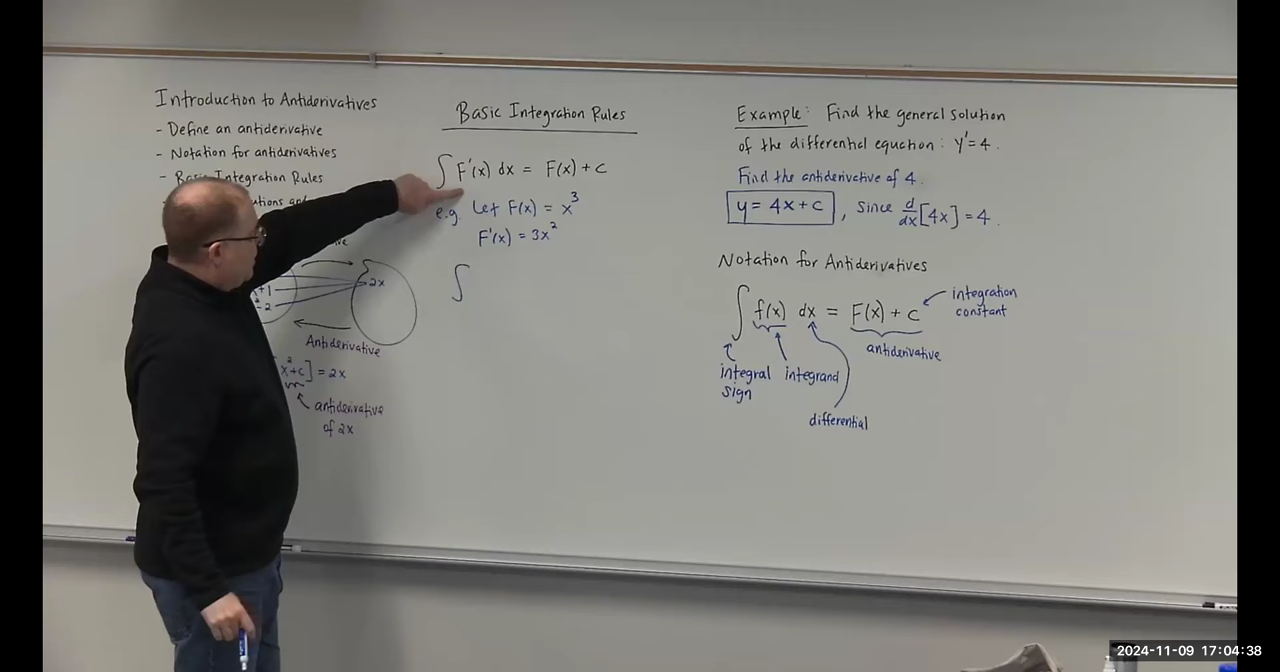 Introduction to Antiderivatives
- Define an antiderivative
- Notation for antiderivatives
- Basic Integration Rules
2x
Antiderivative
x²+c] = 2x
antiderivative
of 2x
Basic Integration Rules
∫ F'(x) dx = F(x) + c
e.g. Let F(x) = x³
F'(x) = 3x²
∫
Example: Find the general solution
of the differential equation: y' = 4.
Find the antiderivative of 4.
y = 4x + c, since d/dx [4x] = 4.
Notation for Antiderivatives
∫ f(x) dx = F(x) + c
integration
constant
antiderivative
integral
sign
integrand
differential
2024-11-09 17:04:38